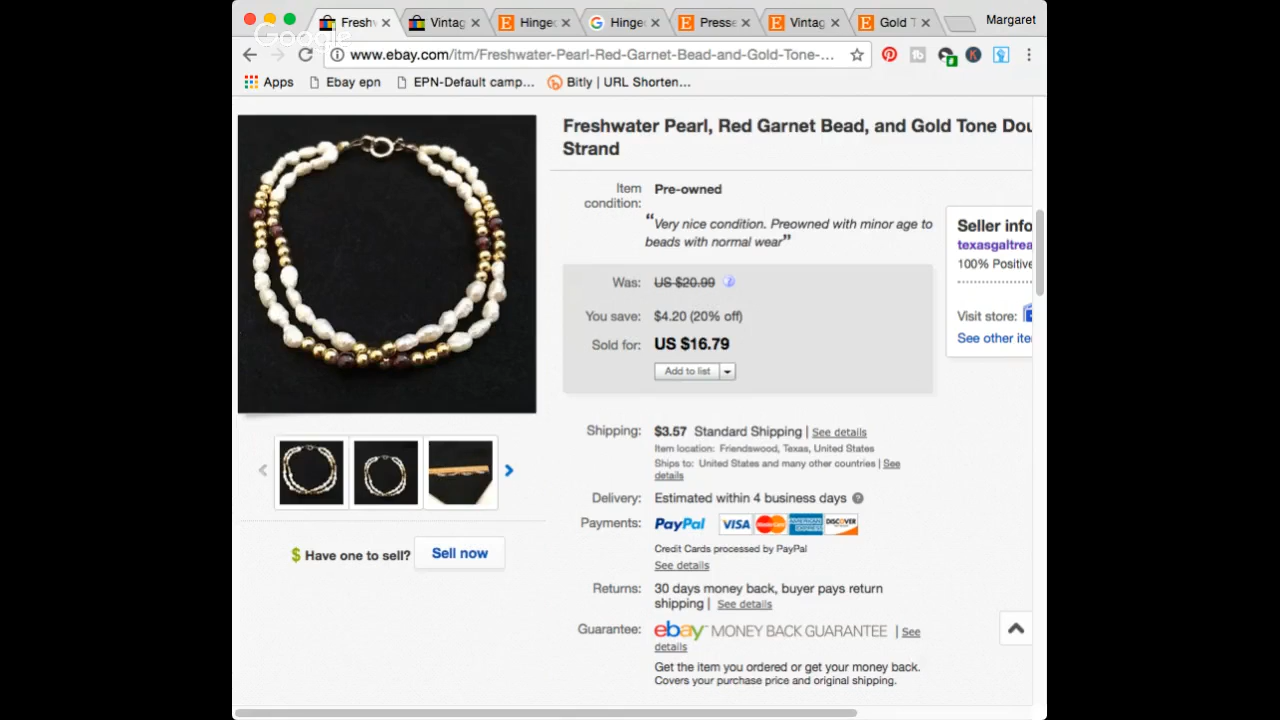 Freshw
Vintag
Hinged
Hinge
Presse
Vintag
Gold T
Margaret
Google
www.ebay.com/itm/Freshwater-Pearl-Red-Garnet-Bead-and-Gold-Tone-...
Apps Ebay epn EPN-Default camp... Bitly | URL Shorten...
Freshwater Pearl, Red Garnet Bead, and Gold Tone Dou
Strand
Item
condition:
Pre-owned
“Very nice condition. Preowned with minor age to
beads with normal wear”
Was: US $20.99
You save: $4.20 (20% off)
Sold for: US $16.79
Add to list
Seller info
texasgaltrea
100% Positive
Visit store:
See other ite
Shipping: $3.57 Standard Shipping | See details
Item location: Friendswood, Texas, United States
Ships to: United States and many other countries | See
details
Delivery: Estimated within 4 business days
Payments: PayPal VISA MasterCard AMERICAN EXPRESS DISCOVER
Credit Cards processed by PayPal
See details
Returns: 30 days money back, buyer pays return
shipping | See details
Guarantee: ebay MONEY BACK GUARANTEE | See
details
Get the item you ordered or get your money back.
Covers your purchase price and original shipping.
$ Have one to sell? Sell now